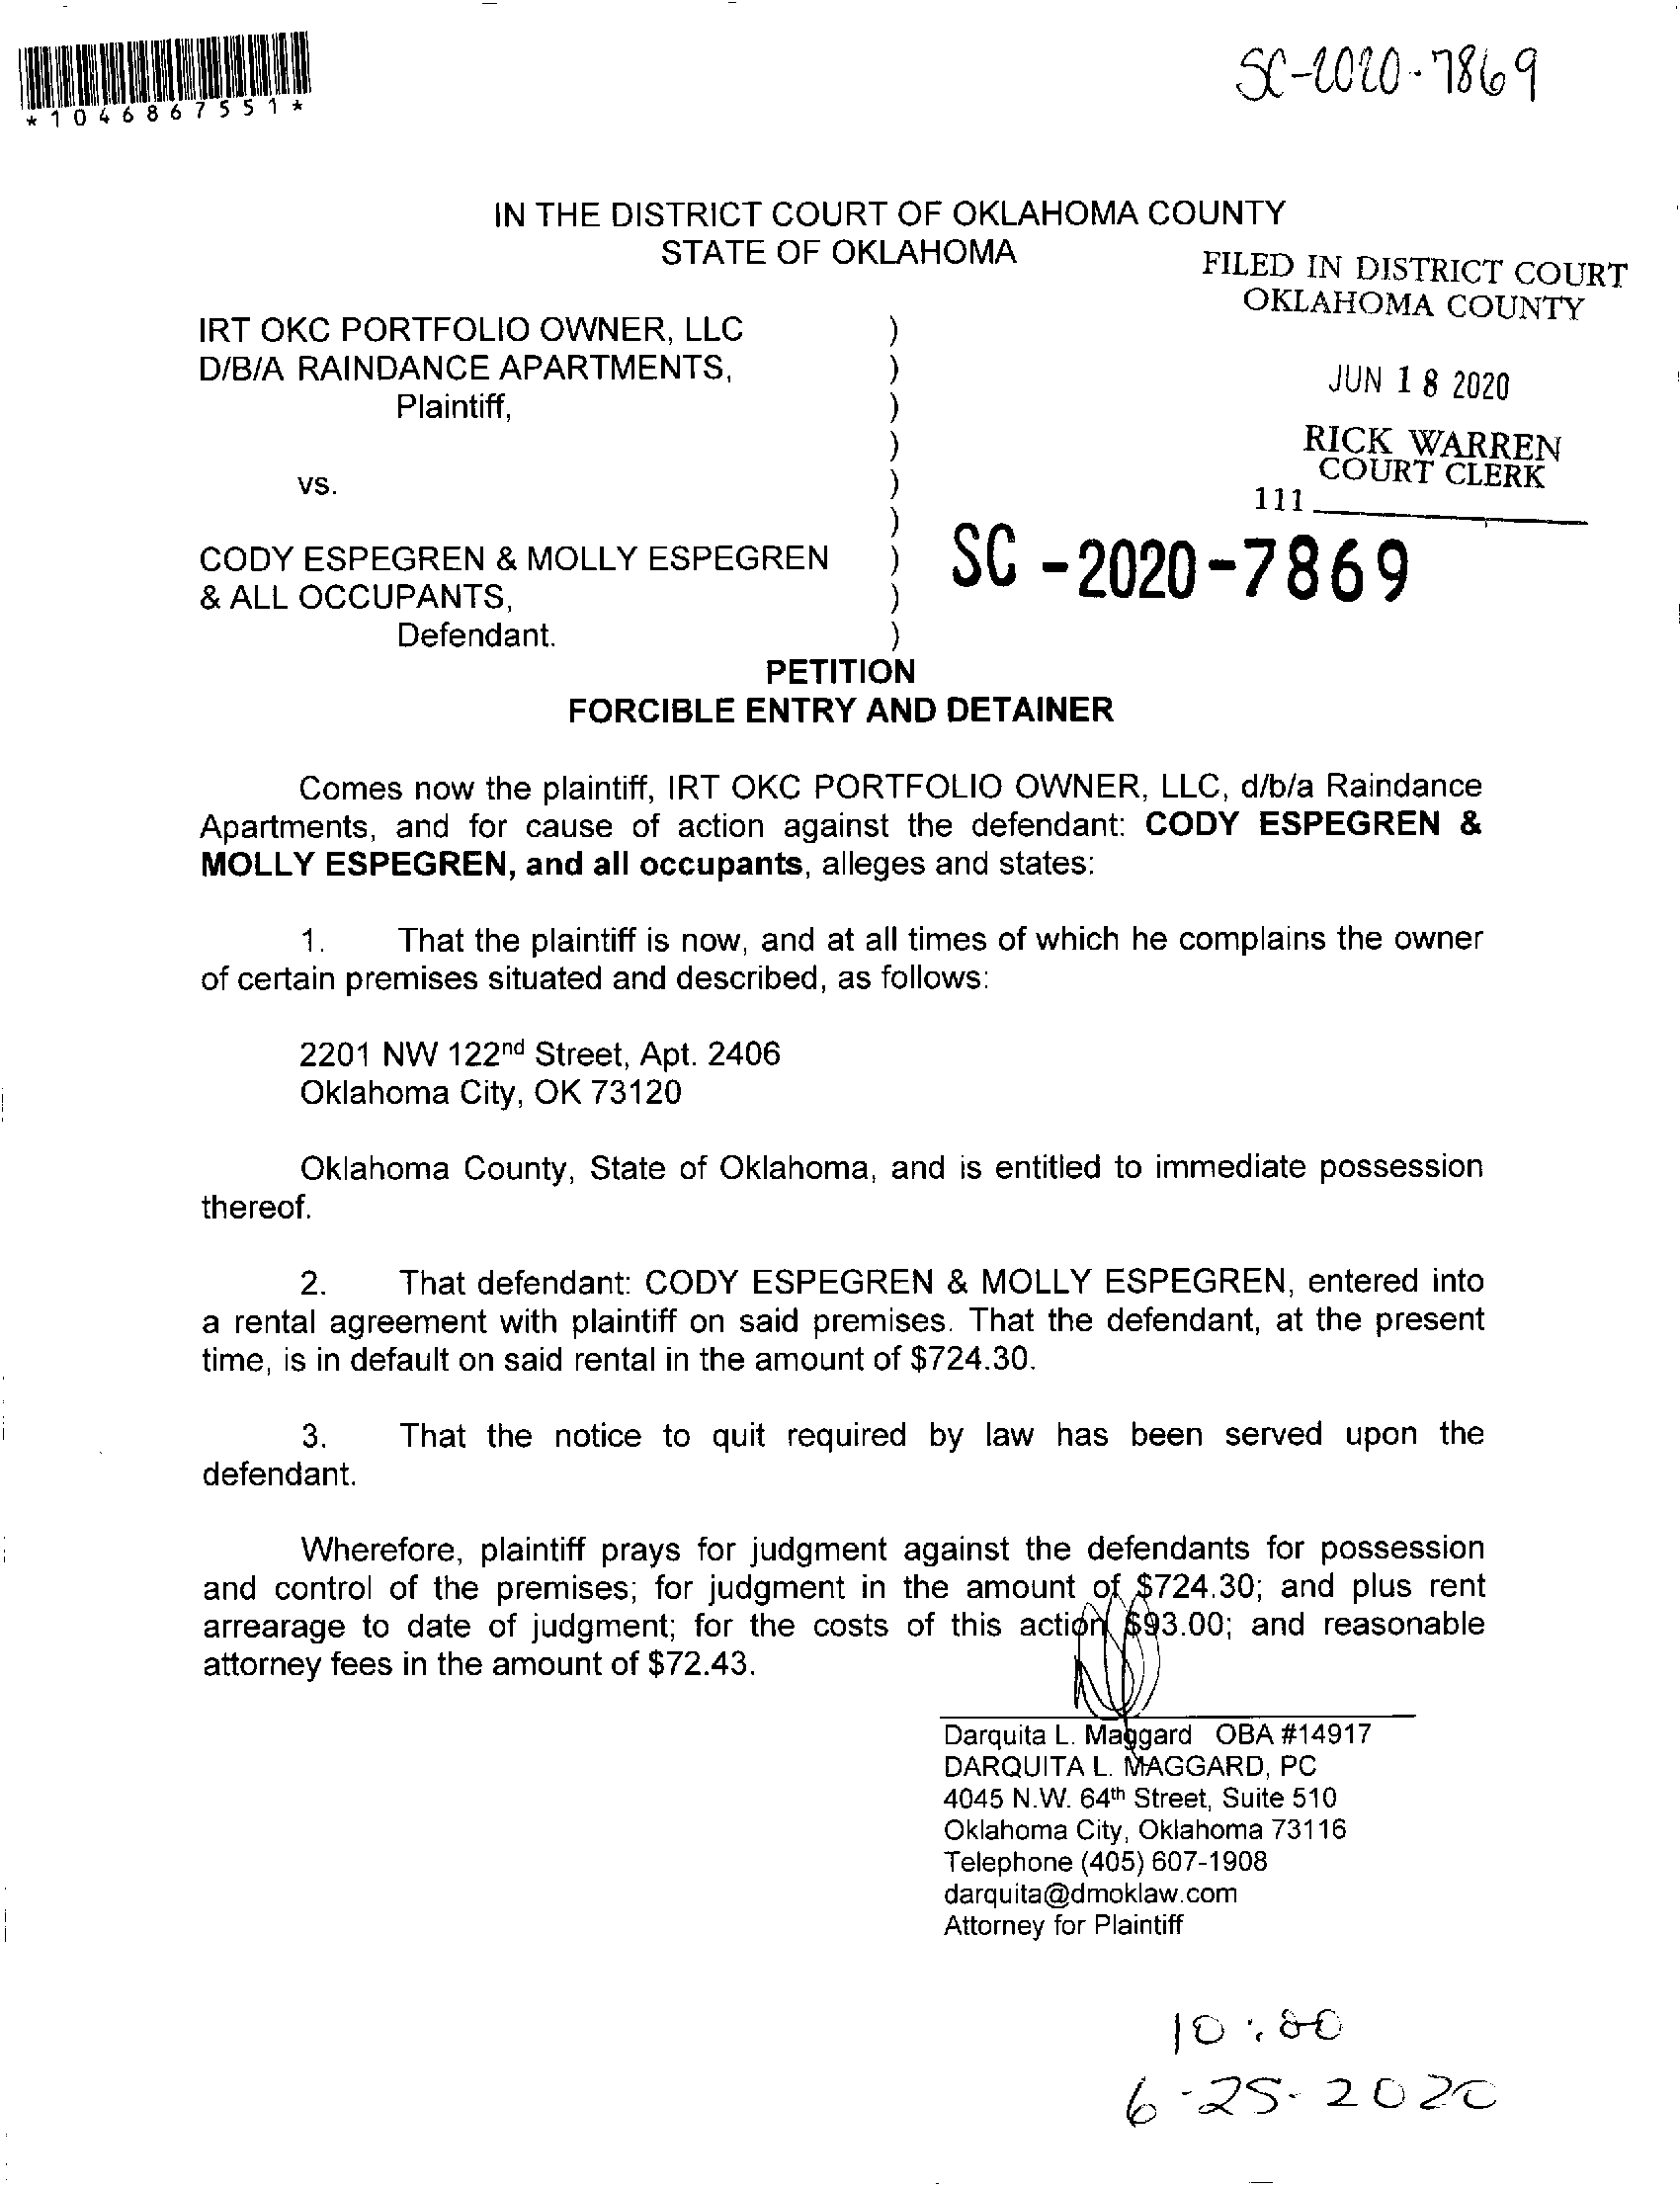 *1046867551*
SC-2020-7869
IN THE DISTRICT COURT OF OKLAHOMA COUNTY
STATE OF OKLAHOMA
FILED IN DISTRICT COURT
OKLAHOMA COUNTY
JUN 18 2020
RICK WARREN
COURT CLERK
111
IRT OKC PORTFOLIO OWNER, LLC )
D/B/A RAINDANCE APARTMENTS, )
Plaintiff, )
)
vs. )
)
CODY ESPEGREN & MOLLY ESPEGREN )
& ALL OCCUPANTS, )
Defendant. )
SC-2020-7869
PETITION
FORCIBLE ENTRY AND DETAINER
Comes now the plaintiff, IRT OKC PORTFOLIO OWNER, LLC, d/b/a Raindance
Apartments, and for cause of action against the defendant: CODY ESPEGREN &
MOLLY ESPEGREN, and all occupants, alleges and states:
1. That the plaintiff is now, and at all times of which he complains the owner
of certain premises situated and described, as follows:
2201 NW 122nd Street, Apt. 2406
Oklahoma City, OK 73120
Oklahoma County, State of Oklahoma, and is entitled to immediate possession
thereof.
2. That defendant: CODY ESPEGREN & MOLLY ESPEGREN, entered into
a rental agreement with plaintiff on said premises. That the defendant, at the present
time, is in default on said rental in the amount of $724.30.
3. That the notice to quit required by law has been served upon the
defendant.
Wherefore, plaintiff prays for judgment against the defendants for possession
and control of the premises; for judgment in the amount of $724.30; and plus rent
arrearage to date of judgment; for the costs of this action $93.00; and reasonable
attorney fees in the amount of $72.43.
Darquita L. Maggard OBA #14917
DARQUITA L. MAGGARD, PC
4045 N.W. 64th Street, Suite 510
Oklahoma City, Oklahoma 73116
Telephone (405) 607-1908
darquita@dmoklaw.com
Attorney for Plaintiff
10:00
6-25-2020